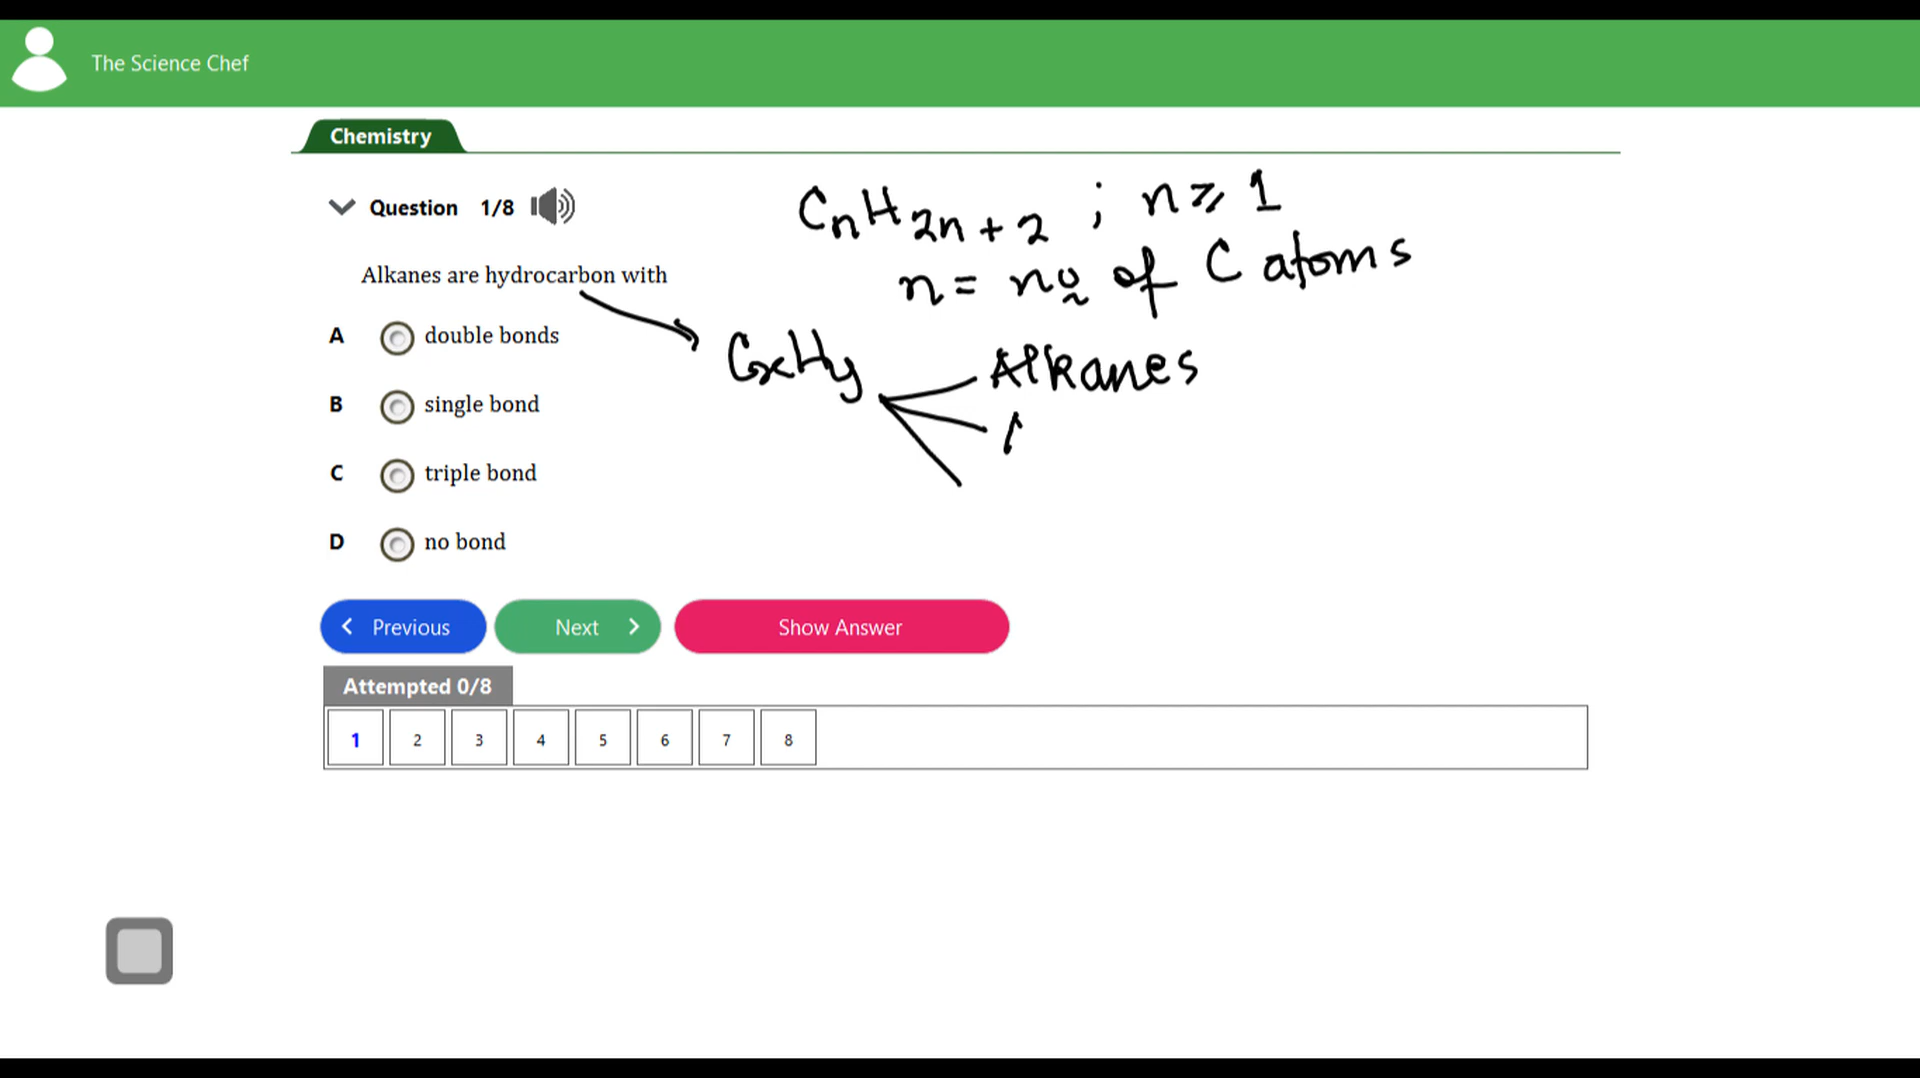 The Science Chef
Chemistry
Question 1/8
CnH2n+2 ; n ≥ 1
n = no of C atoms
Alkanes are hydrocarbon with
CxHy
Alkanes
A double bonds
B single bond
C triple bond
D no bond
Previous
Next
Show Answer
Attempted 0/8
1 2 3 4 5 6 7 8